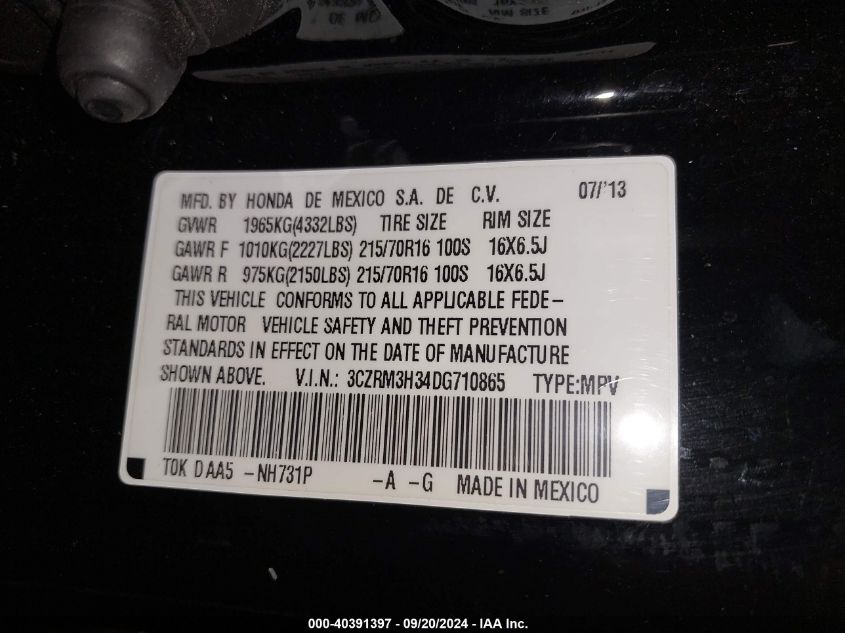 MFD. BY HONDA DE MEXICO S.A. DE C.V. 07/'13
GVWR 1965KG(4332LBS) TIRE SIZE RIM SIZE
GAWR F 1010KG(2227LBS) 215/70R16 100S 16X6.5J
GAWR R 975KG(2150LBS) 215/70R16 100S 16X6.5J
THIS VEHICLE CONFORMS TO ALL APPLICABLE FEDE-
RAL MOTOR VEHICLE SAFETY AND THEFT PREVENTION
STANDARDS IN EFFECT ON THE DATE OF MANUFACTURE
SHOWN ABOVE. V.I.N.: 3CZRM3H34DG710865 TYPE:MPV
T0K D AA5 -NH731P -A -G MADE IN MEXICO
000-40391397 - 09/20/2024 - IAA Inc.